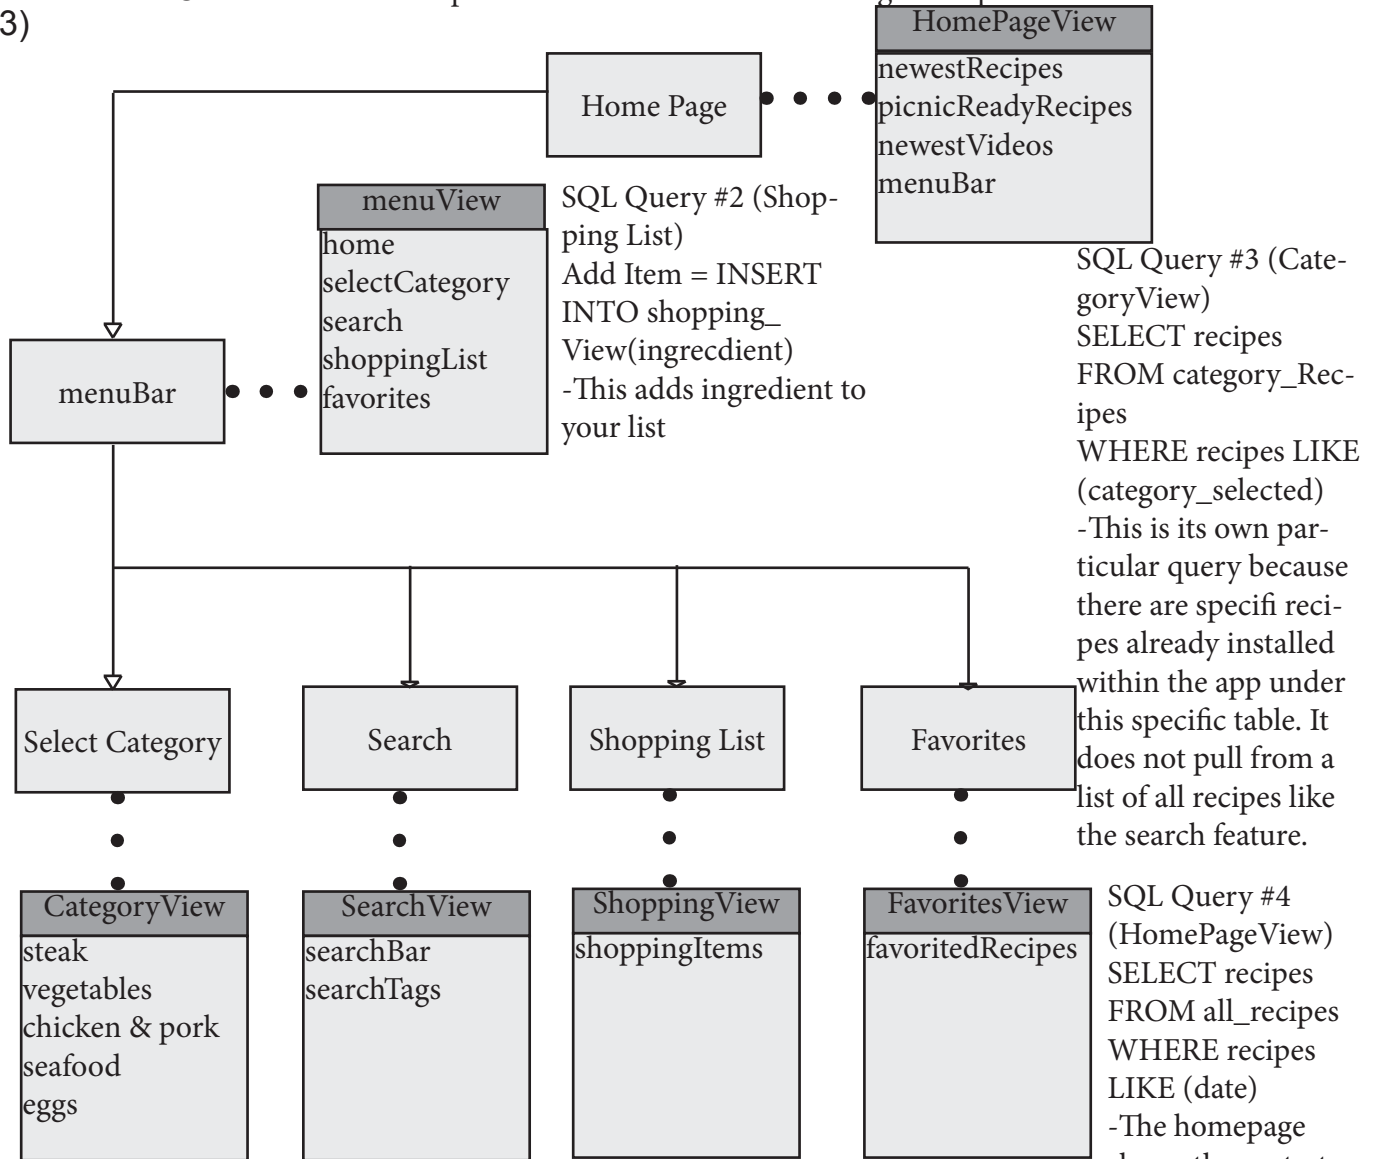 3)
HomePageView
newestRecipes
picnicReadyRecipes
newestVideos
menuBar
Home Page
menuView
home
selectCategory
search
shoppingList
favorites
SQL Query #2 (Shop-
ping List)
Add Item = INSERT
INTO shopping_
View(ingrecdient)
-This adds ingredient to
your list
menuBar
SQL Query #3 (Cate-
goryView)
SELECT recipes
FROM category_Rec-
ipes
WHERE recipes LIKE
(category_selected)
-This is its own par-
ticular query because
there are specifi reci-
pes already installed
within the app under
this specific table. It
does not pull from a
list of all recipes like
the search feature.
Select Category
Search
Shopping List
Favorites
CategoryView
steak
vegetables
chicken & pork
seafood
eggs
SearchView
searchBar
searchTags
ShoppingView
shoppingItems
FavoritesView
favoritedRecipes
SQL Query #4
(HomePageView)
SELECT recipes
FROM all_recipes
WHERE recipes
LIKE (date)
-The homepage